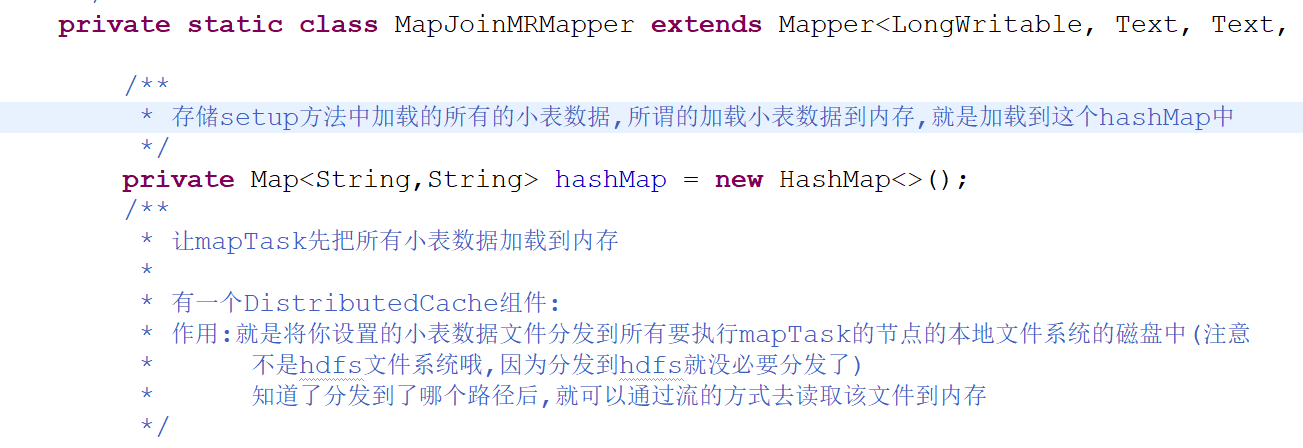 private static class MapJoinMRMapper extends Mapper<LongWritable, Text, Text,
/**
* 存储setup方法中加载的所有的小表数据,所谓的加载小表数据到内存,就是加载到这个hashMap中
*/
private Map<String,String> hashMap = new HashMap<>();
/**
* 让mapTask先把所有小表数据加载到内存
*
* 有一个DistributedCache组件:
* 作用:就是将你设置的小表数据文件分发到所有要执行mapTask的节点的本地文件系统的磁盘中(注意
* 不是hdfs文件系统哦,因为分发到hdfs就没必要分发了)
* 知道了分发到了哪个路径后,就可以通过流的方式去读取该文件到内存
*/